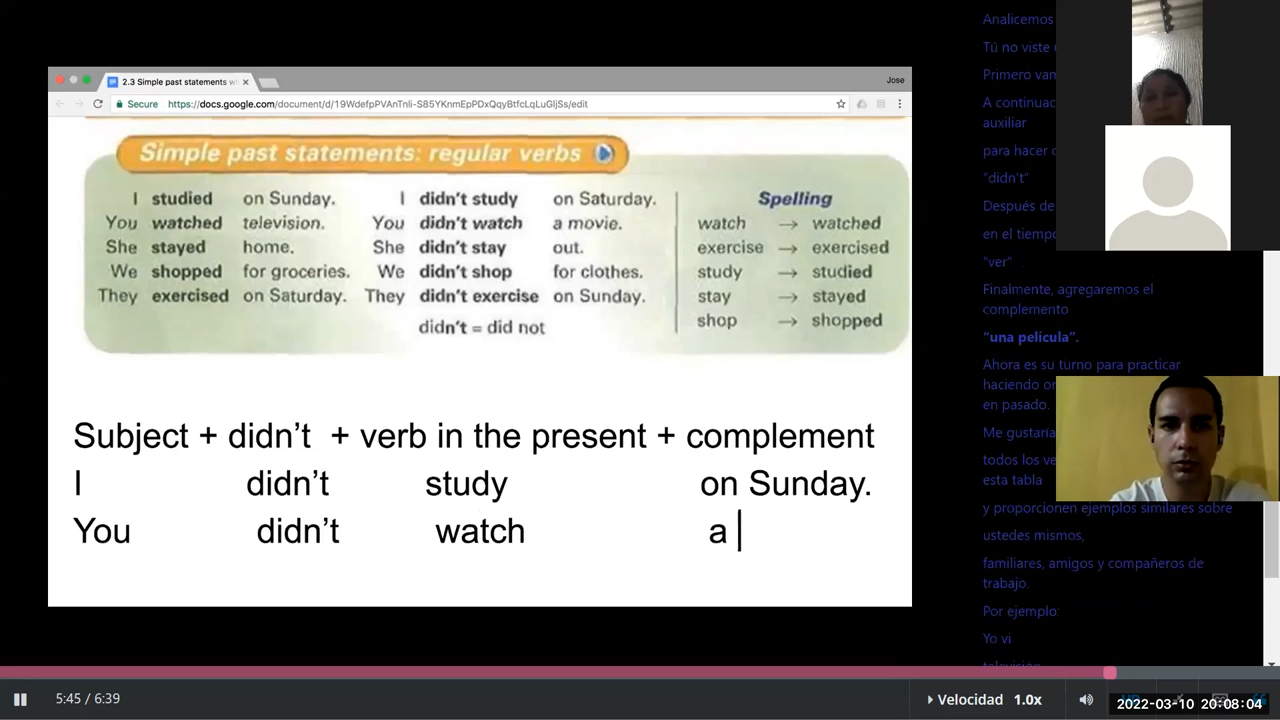 2.3 Simple past statements w
Jose
Secure https://docs.google.com/document/d/19WdefpPVAnTnli-S85YKnmEpPDxQqyBtfcLqLuGIjSs/edit
Simple past statements: regular verbs
I studied on Sunday. I didn't study on Saturday. Spelling
You watched television. You didn't watch a movie. watch → watched
She stayed home. She didn't stay out. exercise → exercised
We shopped for groceries. We didn't shop for clothes. study → studied
They exercised on Saturday. They didn't exercise on Sunday. stay → stayed
didn't = did not shop → shopped
Subject + didn't + verb in the present + complement
I didn't study on Sunday.
You didn't watch a
Analicemos
Tú no viste
Primero
A
auxiliar
para hacer
"didn't"
Después de
en el tiempo
"ver"
Finalmente, agregaremos el
complemento
"una película".
Ahora es su turno para practicar
haciendo
en pasado.
Me
todos los
esta tabla
y proporcionen ejemplos similares sobre
ustedes mismos,
familiares, amigos y compañeros de
trabajo.
Por ejemplo:
Yo vi
5:45 / 6:39
Velocidad 1.0x
2022-03-10 20:08:04